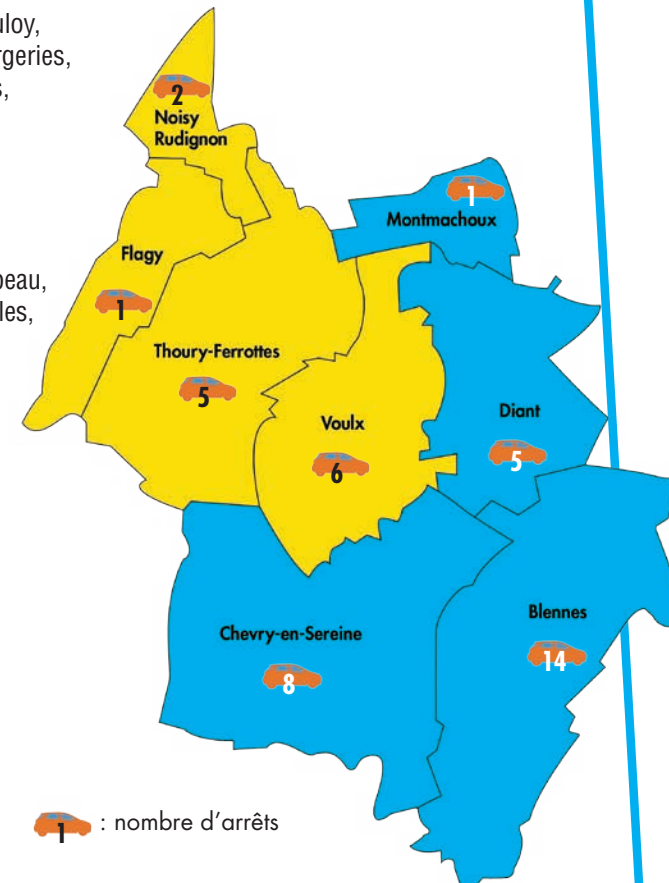 uloy,
rgeries,
s,
2
Noisy
Rudignon
1
Montmachoux
Flagy
1
beau,
les,
Thoury-Ferrottes
5
Voulx
6
Diant
5
Blennes
14
Chevry-en-Sereine
8
1 : nombre d'arrêts